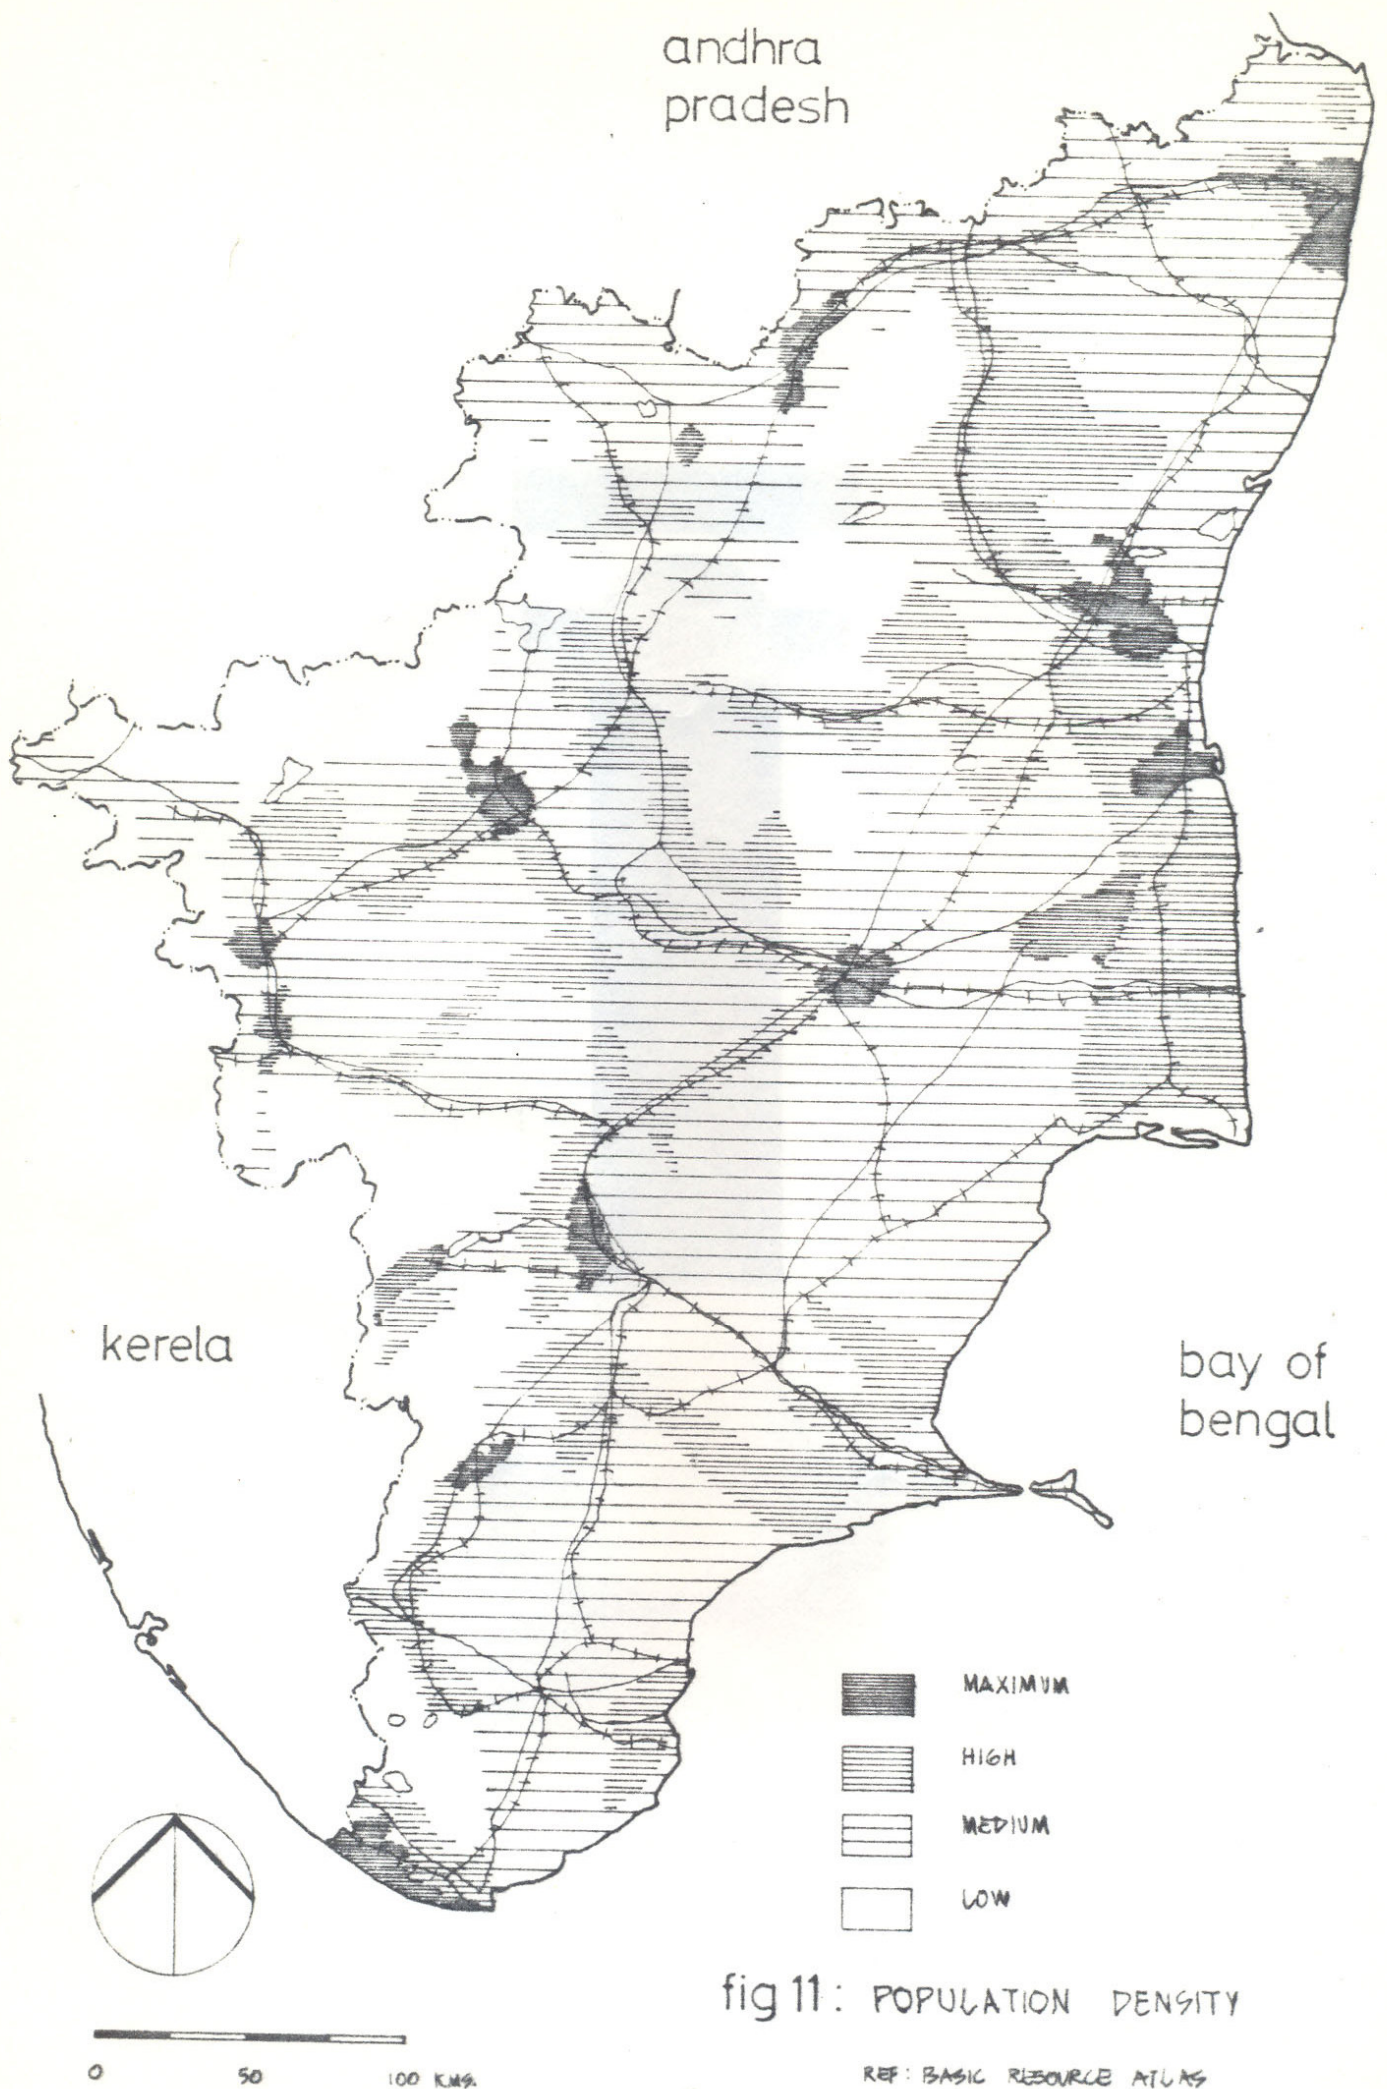 andhra
pradesh
kerela
bay of
bengal
MAXIMUM
HIGH
MEDIUM
LOW
fig 11: POPULATION DENSITY
0 50 100 KMS.
REF: BASIC RESOURCE ATLAS